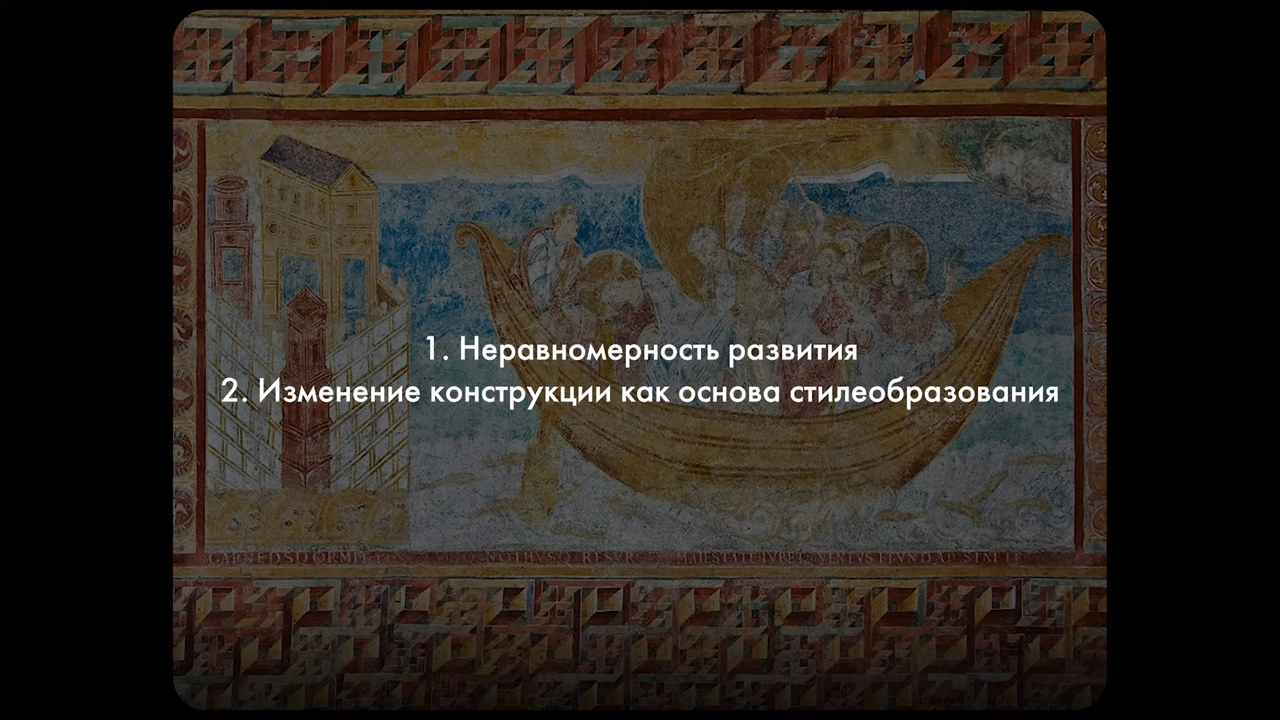 1. Неравномерность развития
2. Изменение конструкции как основа стилеобразования